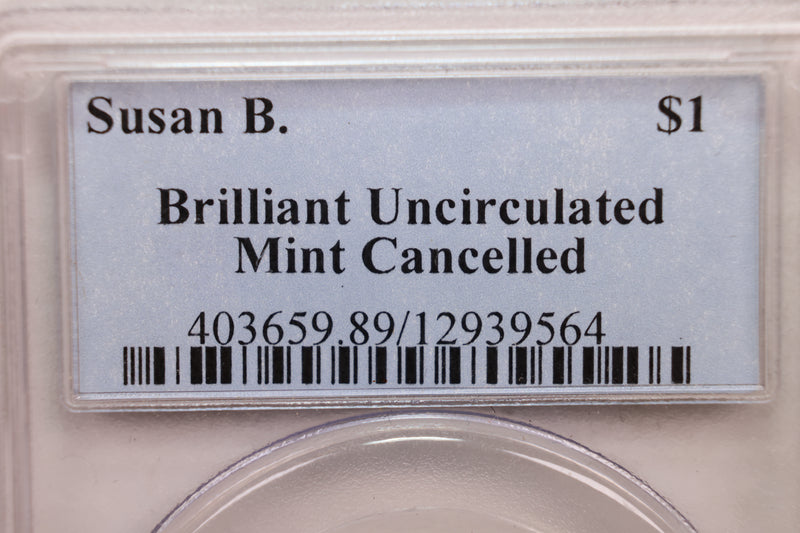 Susan B. $1
Brilliant Uncirculated
Mint Cancelled
403659.89/12939564